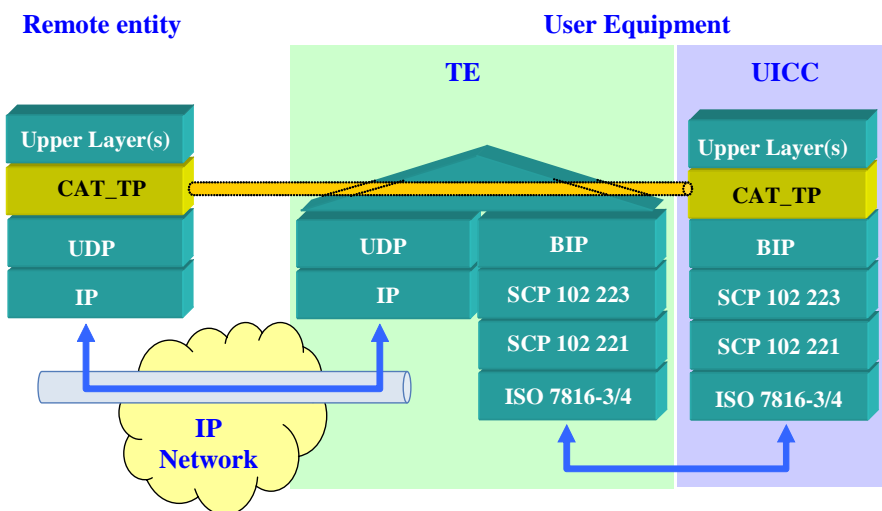 Remote entity
User Equipment
TE
UICC
Upper Layer(s)
CAT_TP
UDP
IP
UDP
IP
BIP
SCP 102 223
SCP 102 221
ISO 7816-3/4
Upper Layer(s)
CAT_TP
BIP
SCP 102 223
SCP 102 221
ISO 7816-3/4
IP
Network